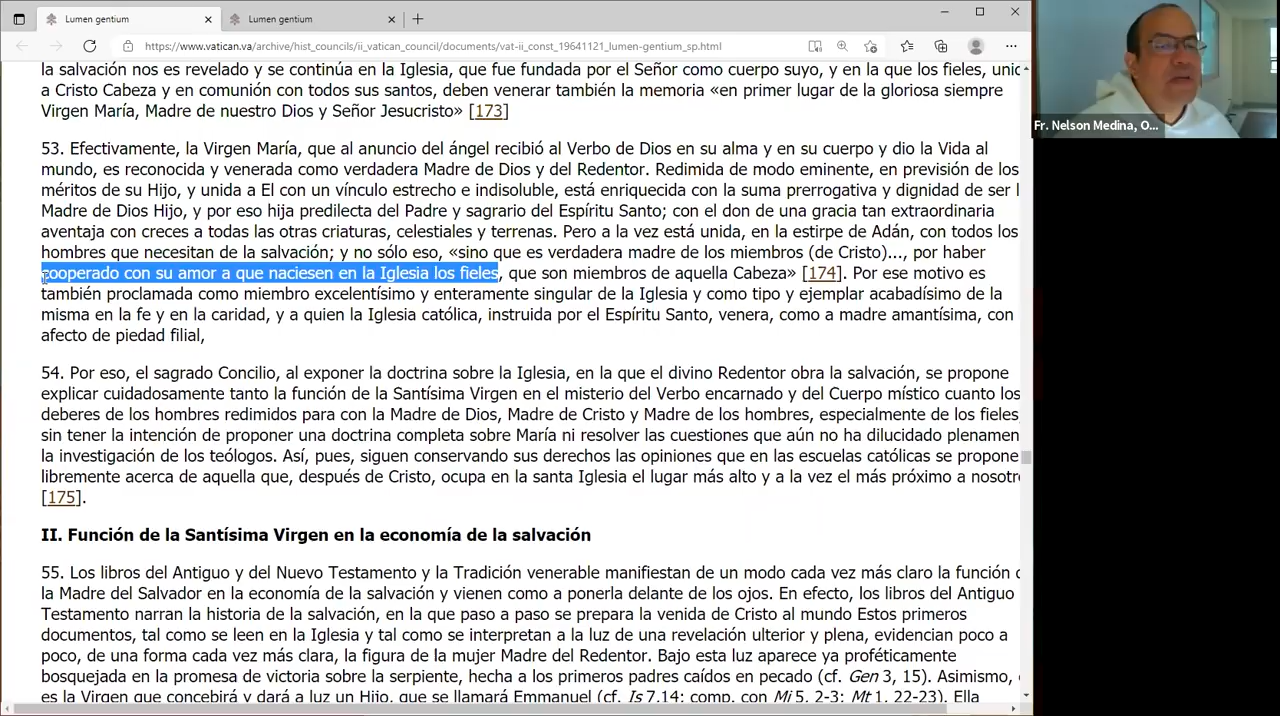 Lumen gentium
Lumen gentium
https://www.vatican.va/archive/hist_councils/ii_vatican_council/documents/vat-ii_const_19641121_lumen-gentium_sp.html
Fr. Nelson Medina, O...
la salvación nos es revelado y se continúa en la Iglesia, que fue fundada por el Señor como cuerpo suyo, y en la que los fieles, unic
a Cristo Cabeza y en comunión con todos sus santos, deben venerar también la memoria «en primer lugar de la gloriosa siempre
Virgen María, Madre de nuestro Dios y Señor Jesucristo» [173]
53. Efectivamente, la Virgen María, que al anuncio del ángel recibió al Verbo de Dios en su alma y en su cuerpo y dio la Vida al
mundo, es reconocida y venerada como verdadera Madre de Dios y del Redentor. Redimida de modo eminente, en previsión de los
méritos de su Hijo, y unida a El con un vínculo estrecho e indisoluble, está enriquecida con la suma prerrogativa y dignidad de ser l
Madre de Dios Hijo, y por eso hija predilecta del Padre y sagrario del Espíritu Santo; con el don de una gracia tan extraordinaria
aventaja con creces a todas las otras criaturas, celestiales y terrenas. Pero a la vez está unida, en la estirpe de Adán, con todos los
hombres que necesitan de la salvación; y no sólo eso, «sino que es verdadera madre de los miembros (de Cristo)..., por haber
cooperado con su amor a que naciesen en la Iglesia los fieles, que son miembros de aquella Cabeza» [174]. Por ese motivo es
también proclamada como miembro excelentísimo y enteramente singular de la Iglesia y como tipo y ejemplar acabadísimo de la
misma en la fe y en la caridad, y a quien la Iglesia católica, instruida por el Espíritu Santo, venera, como a madre amantísima, con
afecto de piedad filial,
54. Por eso, el sagrado Concilio, al exponer la doctrina sobre la Iglesia, en la que el divino Redentor obra la salvación, se propone
explicar cuidadosamente tanto la función de la Santísima Virgen en el misterio del Verbo encarnado y del Cuerpo místico cuanto los
deberes de los hombres redimidos para con la Madre de Dios, Madre de Cristo y Madre de los hombres, especialmente de los fieles
sin tener la intención de proponer una doctrina completa sobre María ni resolver las cuestiones que aún no ha dilucidado plenamen
la investigación de los teólogos. Así, pues, siguen conservando sus derechos las opiniones que en las escuelas católicas se propone
libremente acerca de aquella que, después de Cristo, ocupa en la santa Iglesia el lugar más alto y a la vez el más próximo a nosotr
[175].
II. Función de la Santísima Virgen en la economía de la salvación
55. Los libros del Antiguo y del Nuevo Testamento y la Tradición venerable manifiestan de un modo cada vez más claro la función
la Madre del Salvador en la economía de la salvación y vienen como a ponerla delante de los ojos. En efecto, los libros del Antiguo
Testamento narran la historia de la salvación, en la que paso a paso se prepara la venida de Cristo al mundo Estos primeros
documentos, tal como se leen en la Iglesia y tal como se interpretan a la luz de una revelación ulterior y plena, evidencian poco a
poco, de una forma cada vez más clara, la figura de la mujer Madre del Redentor. Bajo esta luz aparece ya proféticamente
bosquejada en la promesa de victoria sobre la serpiente, hecha a los primeros padres caídos en pecado (cf. Gen 3, 15). Asimismo,
es la Virgen que concebirá y dará a luz un Hijo, que se llamará Emmanuel (cf. Is 7,14; comp. con Mi 5, 2-3; Mt 1, 22-23). Ella